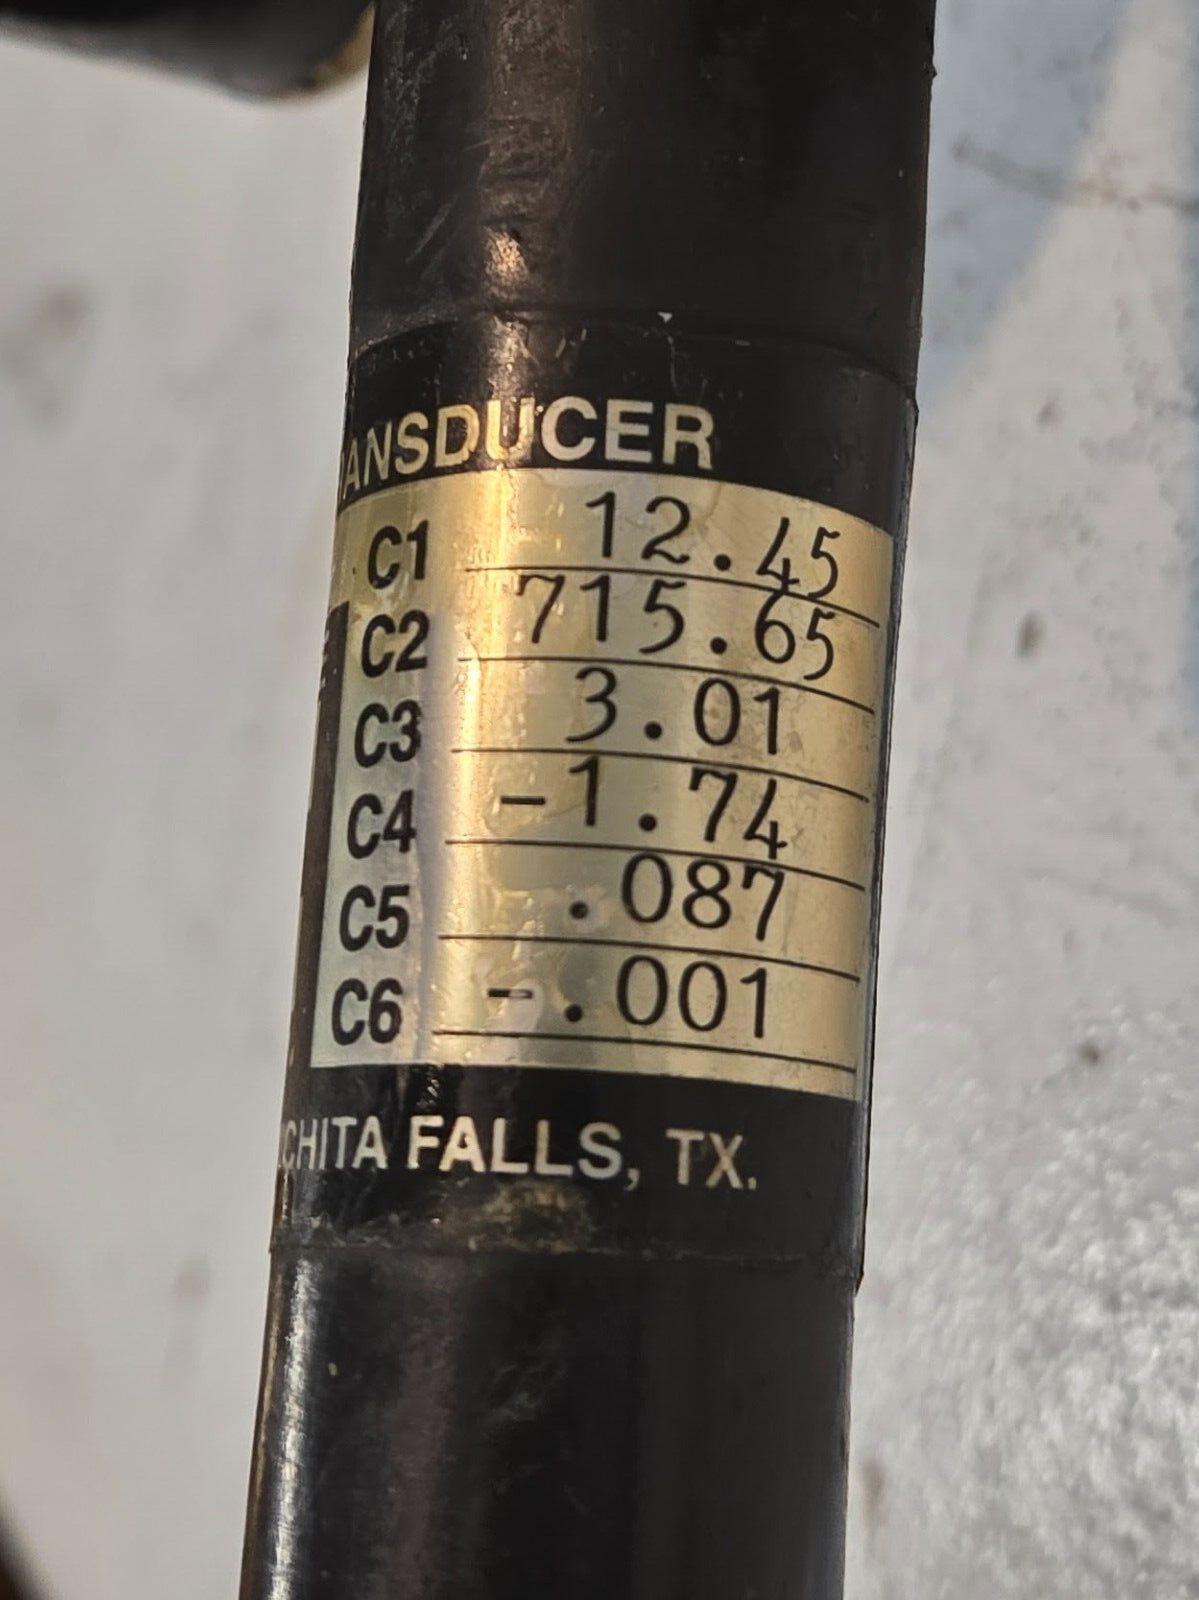 ANSDUCER
C1 12.45
C2 715.65
C3 3.01
C4 -1.74
C5 .087
C6 -.001
CHITA FALLS, TX.